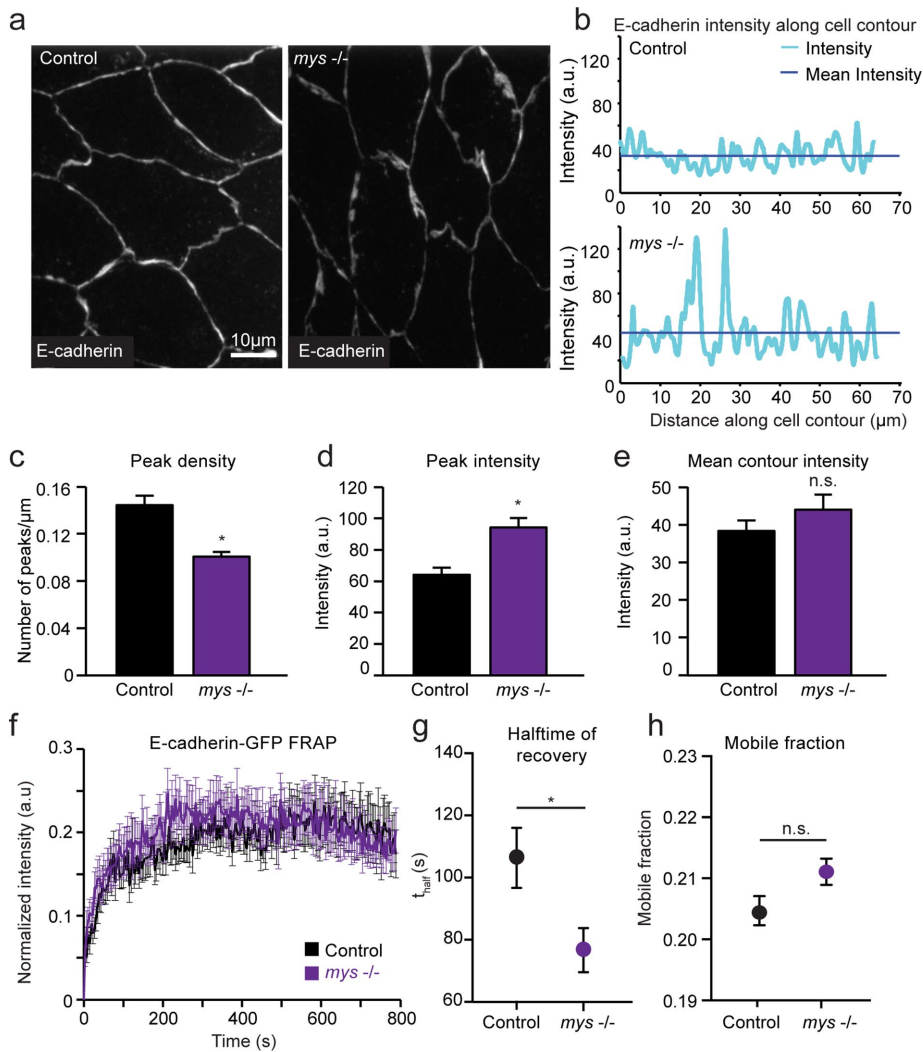 a
Control
mys -/-
E-cadherin
10µm
E-cadherin
b
E-cadherin intensity along cell contour
Control
Intensity
Mean Intensity
Intensity (a.u.)
120
80
40
0
0 10 20 30 40 50 60 70
mys -/-
Intensity (a.u.)
120
80
40
0
0 10 20 30 40 50 60 70
Distance along cell contour (µm)
c
Peak density
Number of peaks/µm
0.16
0.12
0.08
0.04
0
*
Control mys -/-
d
Peak intensity
Intensity (a.u.)
120
100
80
60
40
20
0
*
Control mys -/-
e
Mean contour intensity
n.s.
Intensity (a.u.)
50
40
30
20
10
0
Control mys -/-
f
E-cadherin-GFP FRAP
Normalized intensity (a.u)
0.3
0.2
0.1
0
Control
mys -/-
0 200 400 600 800
Time (s)
g
Halftime of
recovery
t half (s)
140
120
100
80
60
*
Control mys -/-
h
Mobile fraction
Mobile fraction
0.23
0.22
0.21
0.20
0.19
n.s.
Control mys -/-